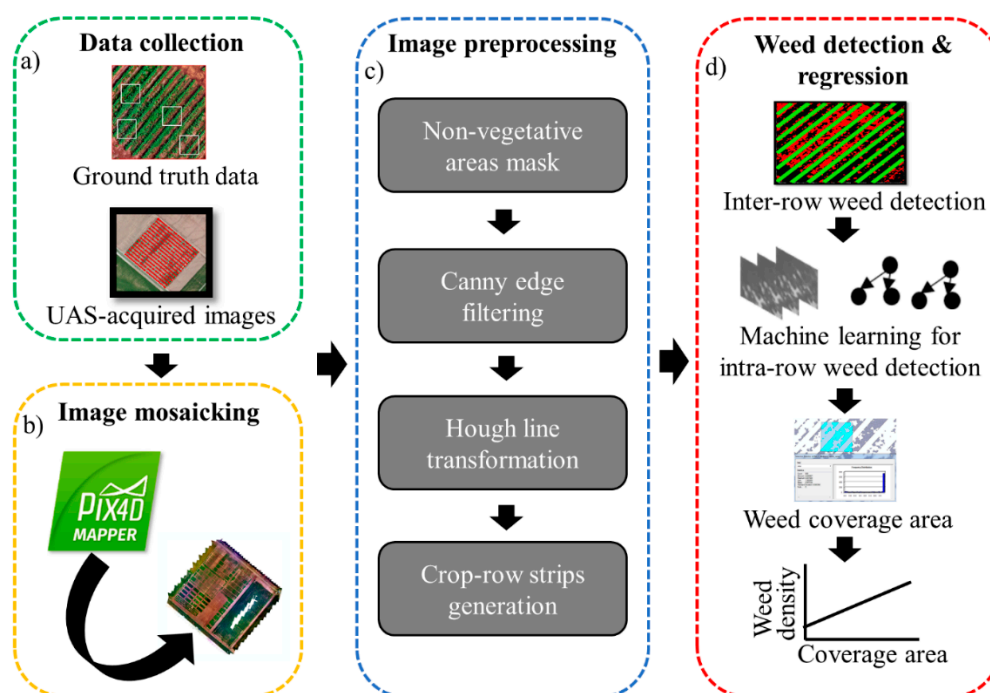 a)
Data collection
Ground truth data
UAS-acquired images
b)
Image mosaicking
PIX4D
MAPPER
c)
Image preprocessing
Non-vegetative
areas mask
Canny edge
filtering
Hough line
transformation
Crop-row strips
generation
d)
Weed detection &
regression
Inter-row weed detection
Machine learning for
intra-row weed detection
Weed coverage area
Weed
density
Coverage area